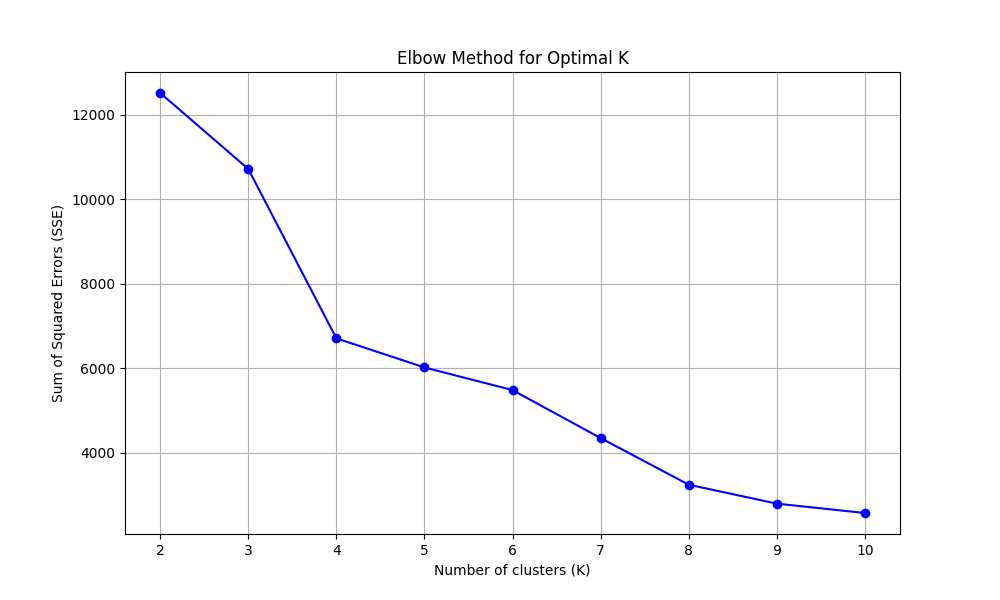 Elbow Method for Optimal K
Sum of Squared Errors (SSE)
12000
10000
8000
6000
4000
2 3 4 5 6 7 8 9 10
Number of clusters (K)